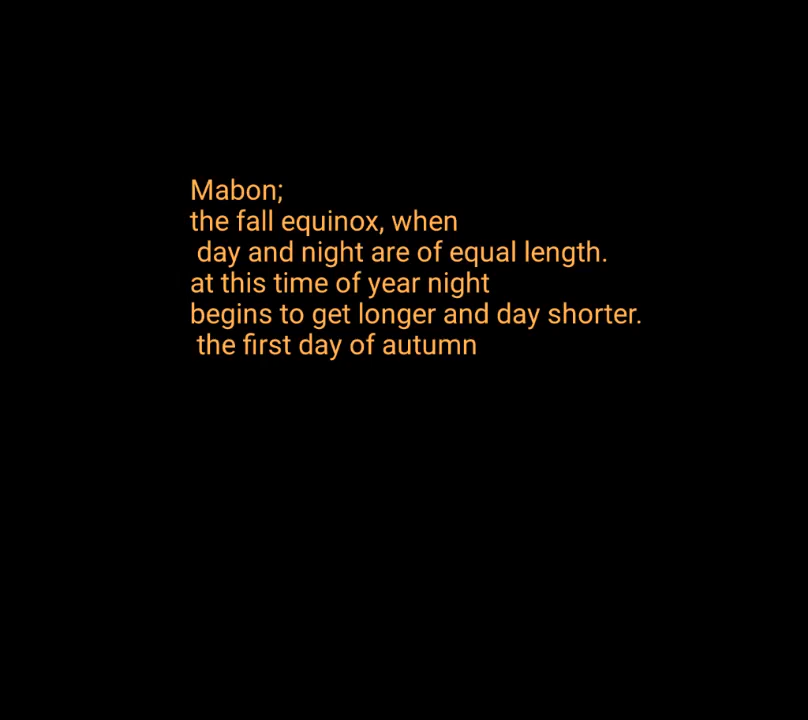 Mabon;
the fall equinox, when
day and night are of equal length.
at this time of year night
begins to get longer and day shorter.
the first day of autumn